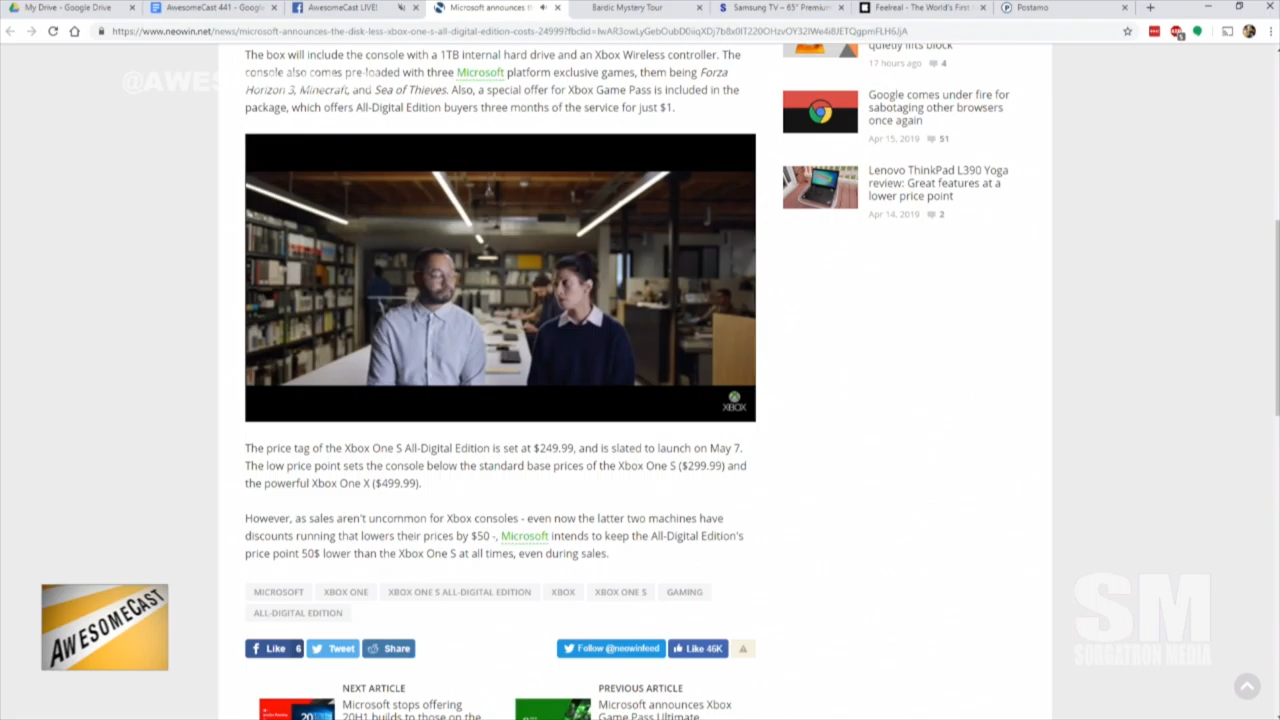 My Drive - Google Drive
AwesomeCast 441 - Googl
AwesomeCast LIVE!
Microsoft announces th
Bardic Mystery Tour
Samsung TV – 65" Premium
Feelreal - The World's First
Postamo
https://www.neowin.net/news/microsoft-announces-the-disk-less-xbox-one-s-all-digital-edition-costs-24999?fbclid=
@AWES
The box will include the console with a 1TB internal hard drive and an Xbox Wireless controller. The
console also comes pre-loaded with three Microsoft platform exclusive games, them being Forza
Horizon 3, Minecraft, and Sea of Thieves. Also, a special offer for Xbox Game Pass is included in the
package, which offers All-Digital Edition buyers three months of the service for just $1.
XBOX
The price tag of the Xbox One S All-Digital Edition is set at $249.99, and is slated to launch on May 7.
The low price point sets the console below the standard base prices of the Xbox One S ($299.99) and
the powerful Xbox One X ($499.99).
However, as sales aren't uncommon for Xbox consoles - even now the latter two machines have
discounts running that lowers their prices by $50 -, Microsoft intends to keep the All-Digital Edition's
price point 50$ lower than the Xbox One S at all times, even during sales.
MICROSOFT
XBOX ONE
XBOX ONE S ALL-DIGITAL EDITION
XBOX
XBOX ONE S
GAMING
ALL-DIGITAL EDITION
Like 6
Tweet
Share
Follow @neowinfeed
Like 46K
NEXT ARTICLE
Microsoft stops offering
20H1 builds to those on the
PREVIOUS ARTICLE
Microsoft announces Xbox
Game Pass Ultimate
quietly lifts block
17 hours ago 4
Google comes under fire for
sabotaging other browsers
once again
Apr 15, 2019 51
Lenovo ThinkPad L390 Yoga
review: Great features at a
lower price point
Apr 14, 2019 2
AWESOMECAST
SM
SORGATRON MEDIA